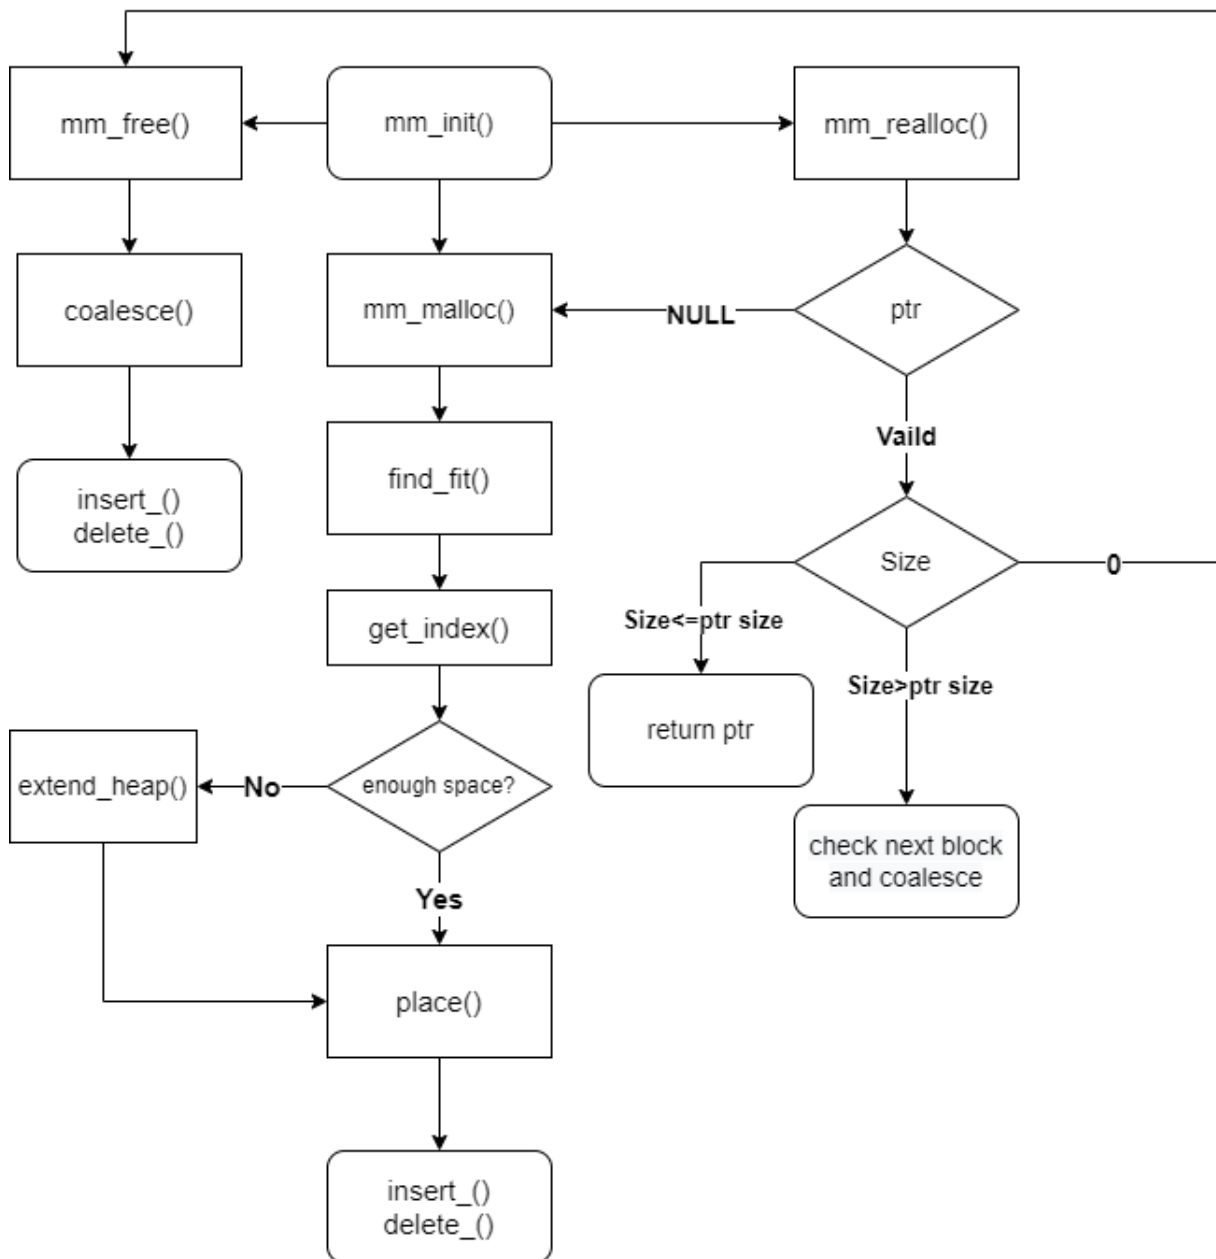 mm_free()
mm_init()
mm_realloc()
coalesce()
mm_malloc()
NULL
ptr
Vaild
insert_()
delete_()
find_fit()
Size
0
Size<=ptr size
get_index()
Size>ptr size
return ptr
extend_heap()
No
enough space?
check next block
and coalesce
Yes
place()
insert_()
delete_()